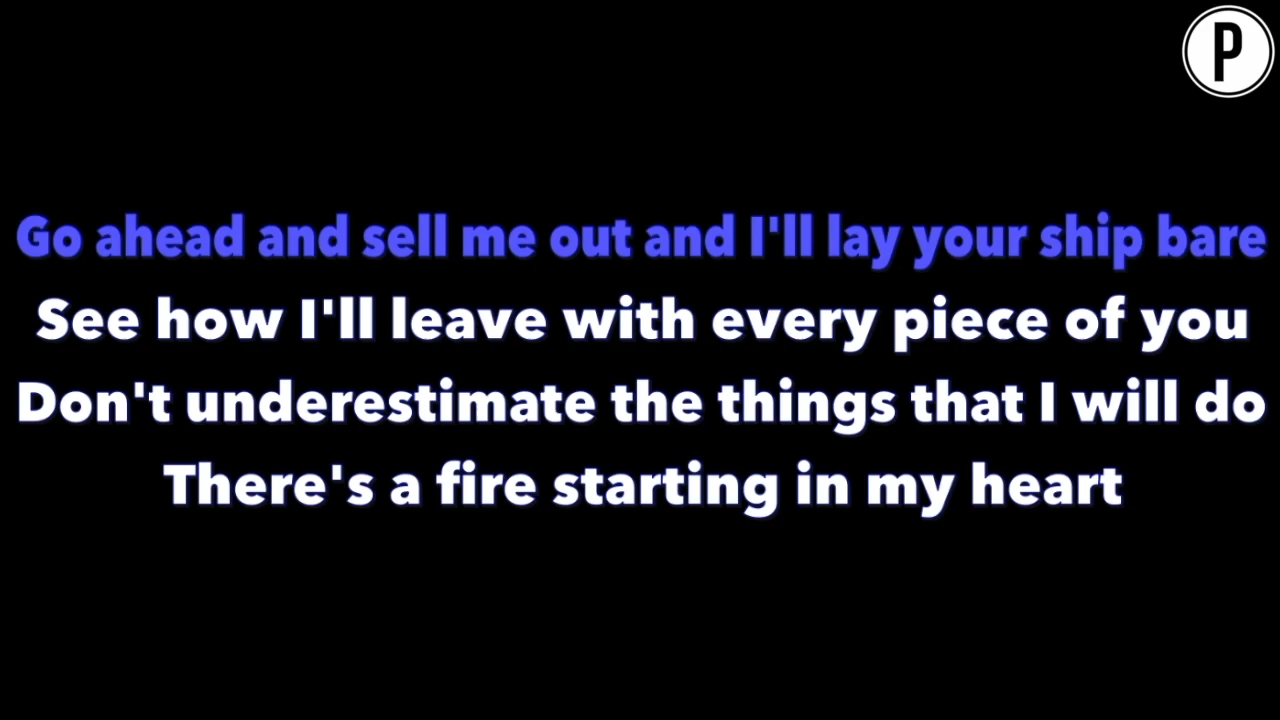 P
Go ahead and sell me out and I'll lay your ship bare
See how I'll leave with every piece of you
Don't underestimate the things that I will do
There's a fire starting in my heart